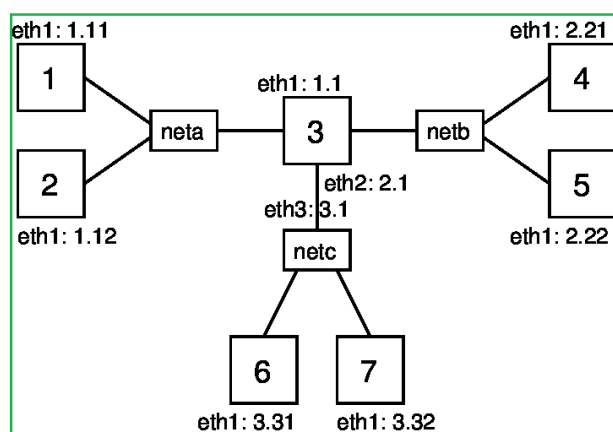 eth1: 1.11
eth1: 2.21
1
eth1: 1.1
4
neta
3
netb
2
eth2: 2.1
5
eth1: 1.12
eth3: 3.1
eth1: 2.22
netc
6
7
eth1: 3.31
eth1: 3.32